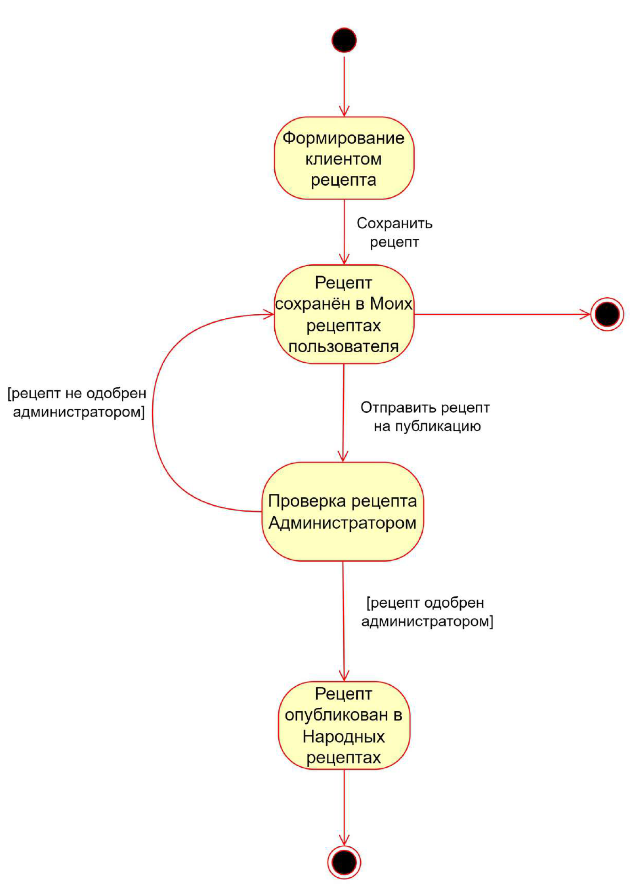 Формирование
клиентом
рецепта
Сохранить
рецепт
Рецепт
сохранён в Моих
рецептах
пользователя
[рецепт не одобрен
администратором]
Отправить рецепт
на публикацию
Проверка рецепта
Администратором
[рецепт одобрен
администратором]
Рецепт
опубликован в
Народных
рецептах